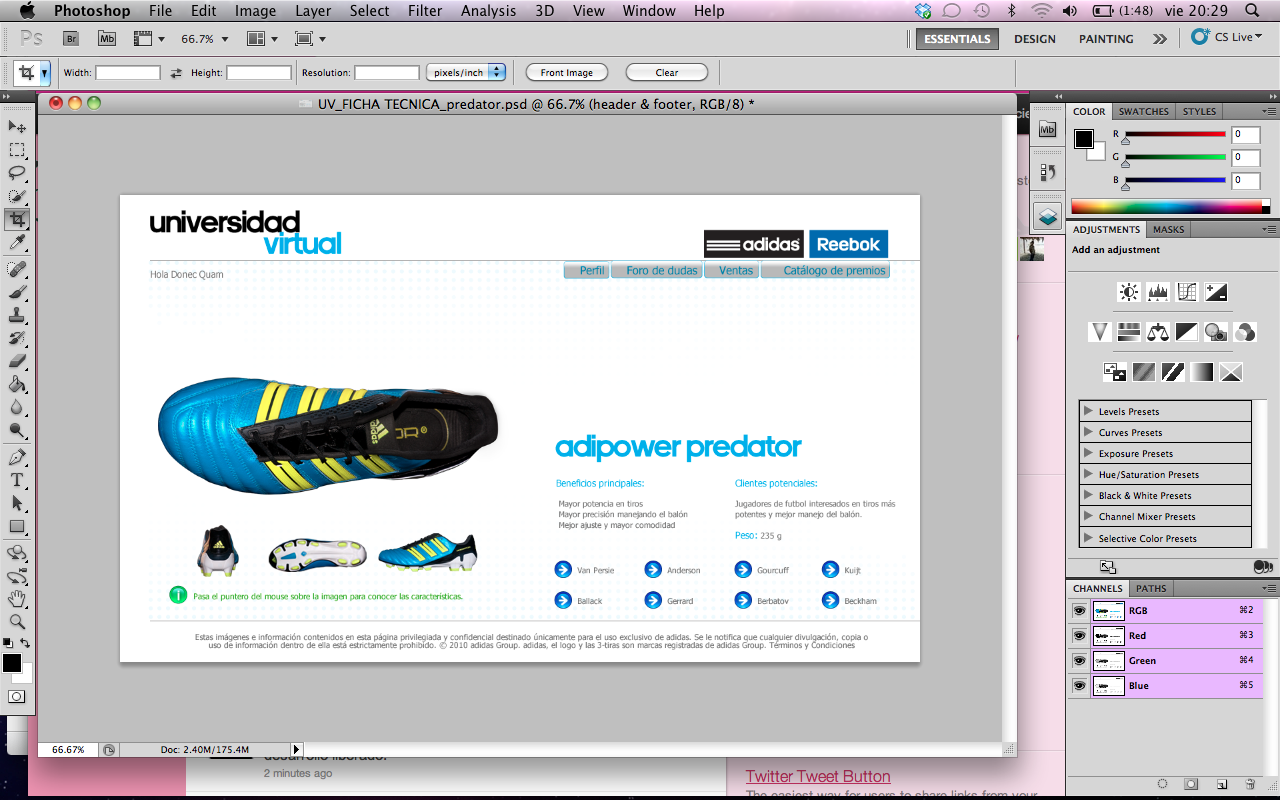 Photoshop File Edit Image Layer Select Filter Analysis 3D View Window Help (1:48) vie 20:29
Ps Br Mb 66.7% ESSENTIALS DESIGN PAINTING CS Live
Width: Height: Resolution: pixels/inch Front Image Clear
UV_FICHA TECNICA_predator.psd @ 66.7% (header & footer, RGB/8) *
universidad
virtual
adidas Reebok
Hola Donec Quam
Perfil Foro de dudas Ventas Catálogo de premios
adidas
adipower predator
Beneficios principales:
Mayor potencia en tiros
Mayor precisión manejando el balón
Mejor ajuste y mayor comodidad
Clientes potenciales:
Jugadores de futbol interesados en tiros más
potentes y mejor manejo del balón.
Peso: 235 g
Van Persie Anderson Gourcuff Kuijt
Ballack Gerrard Berbatov Beckham
Pasa el puntero del mouse sobre la imagen para conocer las características.
Estas imágenes e información contenidos en esta página privilegiada y confidencial destinado únicamente para el uso exclusivo de adidas. Se le notifica que cualquier divulgación, copia o
uso de información dentro de ella está estrictamente prohibido. © 2010 adidas Group. adidas, el logo y las 3-tiras son marcas registradas de adidas Group. Términos y Condiciones
66.67% Doc: 2.40M/175.4M
2 minutes ago
Twitter Tweet Button
The easiest way for users to share links from your
Mb
COLOR SWATCHES STYLES
R 0
G 0
B 0
ADJUSTMENTS MASKS
Add an adjustment
Levels Presets
Curves Presets
Exposure Presets
Hue/Saturation Presets
Black & White Presets
Channel Mixer Presets
Selective Color Presets
CHANNELS PATHS
RGB ⌘2
Red ⌘3
Green ⌘4
Blue ⌘5